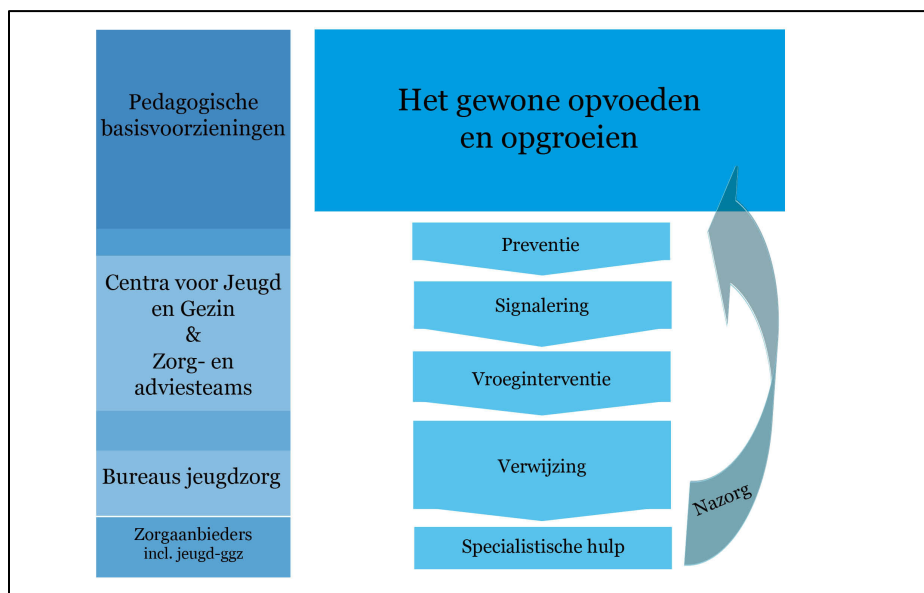 Pedagogische
basisvoorzieningen
Centra voor Jeugd
en Gezin
&
Zorg- en
adviesteams
Bureaus jeugdzorg
Zorgaanbieders
incl. jeugd-ggz
Het gewone opvoeden
en opgroeien
Preventie
Signalering
Vroeginterventie
Verwijzing
Specialistische hulp
Nazorg